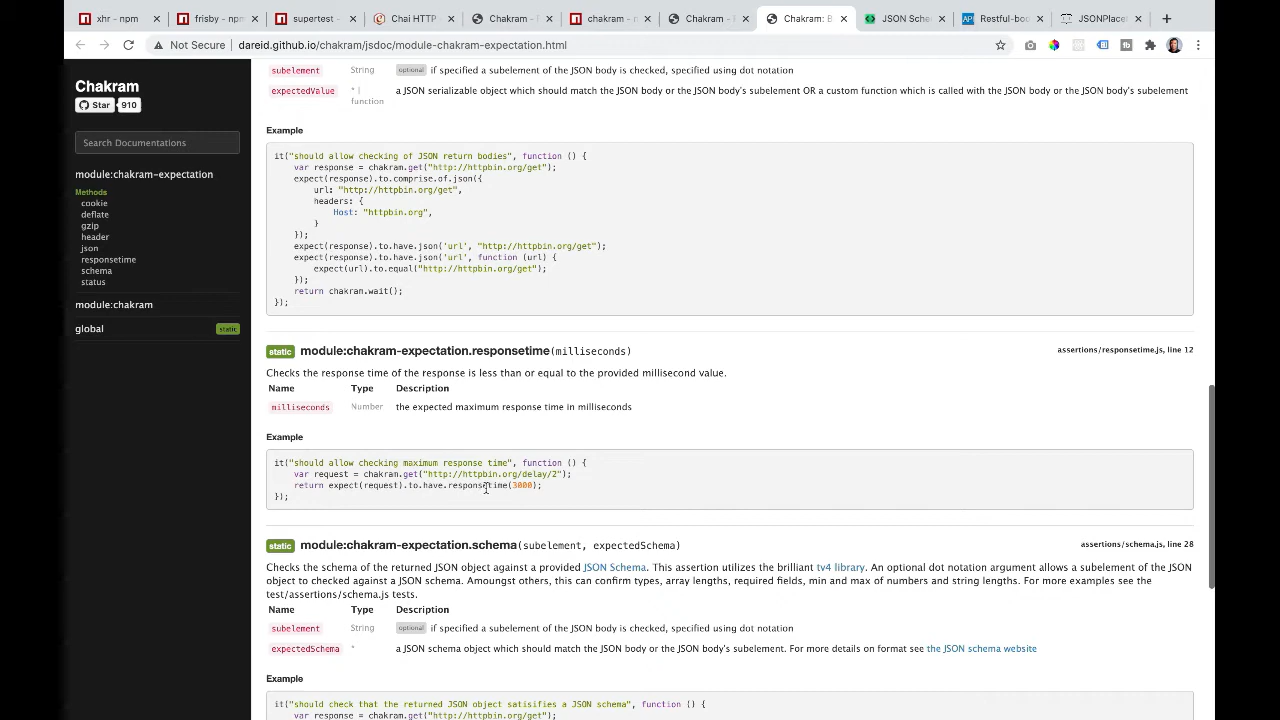 xhr - npm
frisby - npm
supertest -
Chai HTTP -
Chakram -
chakram - n
Chakram -
Chakram: B
JSON Sche
Restful-boo
JSONPlace
Not Secure
dareid.github.io/chakram/jsdoc/module-chakram-expectation.html
Chakram
Star 910
Search Documentations
module:chakram-expectation
Methods
cookie
deflate
gzip
header
json
responsetime
schema
status
module:chakram
global static
subelement String optional if specified a subelement of the JSON body is checked, specified using dot notation
expectedValue * | a JSON serializable object which should match the JSON body or the JSON body's subelement OR a custom function which is called with the JSON body or the JSON body's subelement
function
Example
it("should allow checking of JSON return bodies", function () {
var response = chakram.get("http://httpbin.org/get");
expect(response).to.comprise.of.json({
url: "http://httpbin.org/get",
headers: {
Host: "httpbin.org",
}
});
expect(response).to.have.json('url', "http://httpbin.org/get");
expect(response).to.have.json('url', function (url) {
expect(url).to.equal("http://httpbin.org/get");
});
return chakram.wait();
});
static module:chakram-expectation.responsetime(milliseconds) assertions/responsetime.js, line 12
Checks the response time of the response is less than or equal to the provided millisecond value.
Name Type Description
milliseconds Number the expected maximum response time in milliseconds
Example
it("should allow checking maximum response time", function () {
var request = chakram.get("http://httpbin.org/delay/2");
return expect(request).to.have.responsetime(3000);
});
static module:chakram-expectation.schema(subelement, expectedSchema) assertions/schema.js, line 28
Checks the schema of the returned JSON object against a provided JSON Schema. This assertion utilizes the brilliant tv4 library. An optional dot notation argument allows a subelement of the JSON
object to checked against a JSON schema. Amoungst others, this can confirm types, array lengths, required fields, min and max of numbers and string lengths. For more examples see the
test/assertions/schema.js tests.
Name Type Description
subelement String optional if specified a subelement of the JSON body is checked, specified using dot notation
expectedSchema * a JSON schema object which should match the JSON body or the JSON body's subelement. For more details on format see the JSON schema website
Example
it("should check that the returned JSON object satisifies a JSON schema", function () {
var response = chakram.get("http://httpbin.org/get");